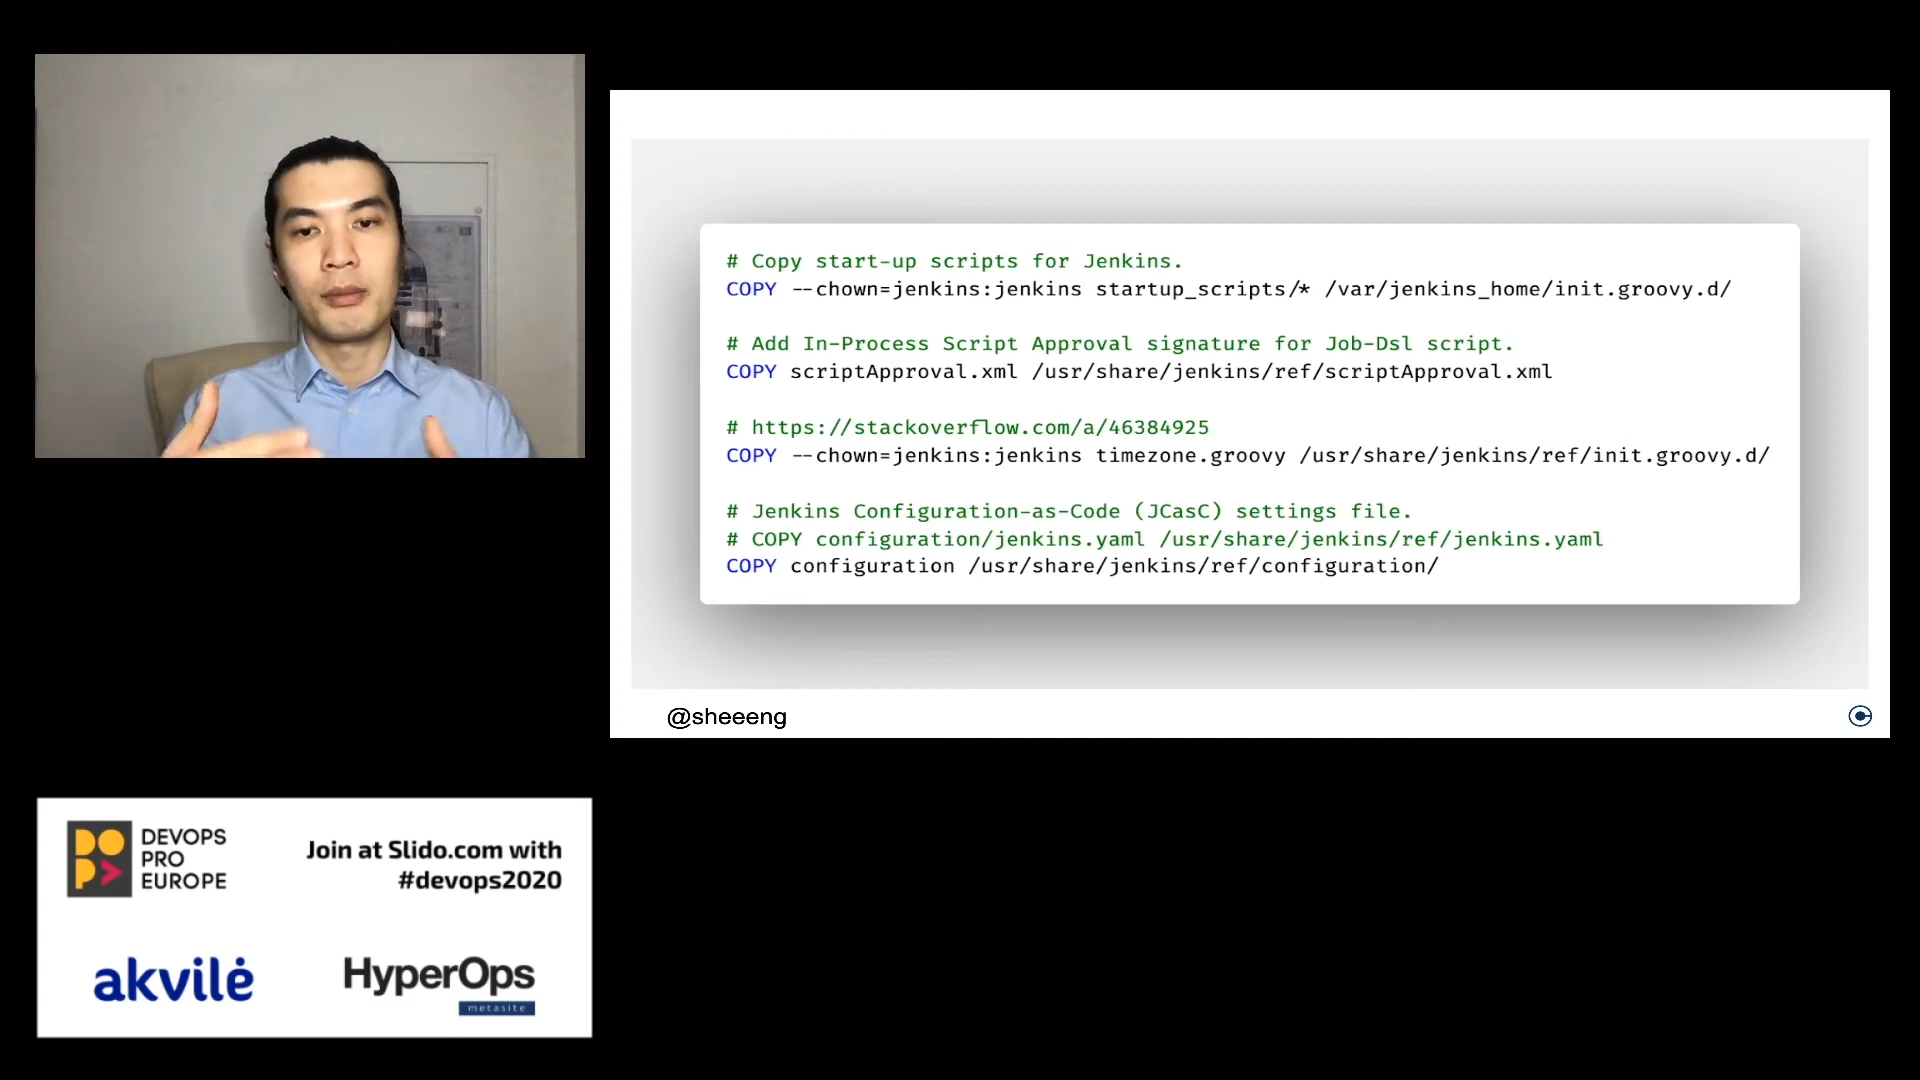 # Copy start-up scripts for Jenkins.
COPY --chown=jenkins:jenkins startup_scripts/* /var/jenkins_home/init.groovy.d/
# Add In-Process Script Approval signature for Job-Dsl script.
COPY scriptApproval.xml /usr/share/jenkins/ref/scriptApproval.xml
# https://stackoverflow.com/a/46384925
COPY --chown=jenkins:jenkins timezone.groovy /usr/share/jenkins/ref/init.groovy.d/
# Jenkins Configuration-as-Code (JCasC) settings file.
# COPY configuration/jenkins.yaml /usr/share/jenkins/ref/jenkins.yaml
COPY configuration /usr/share/jenkins/ref/configuration/
@sheeeng
DEVOPS
PRO
EUROPE
Join at Slido.com with
#devops2020
akvilė
HyperOps
metasite